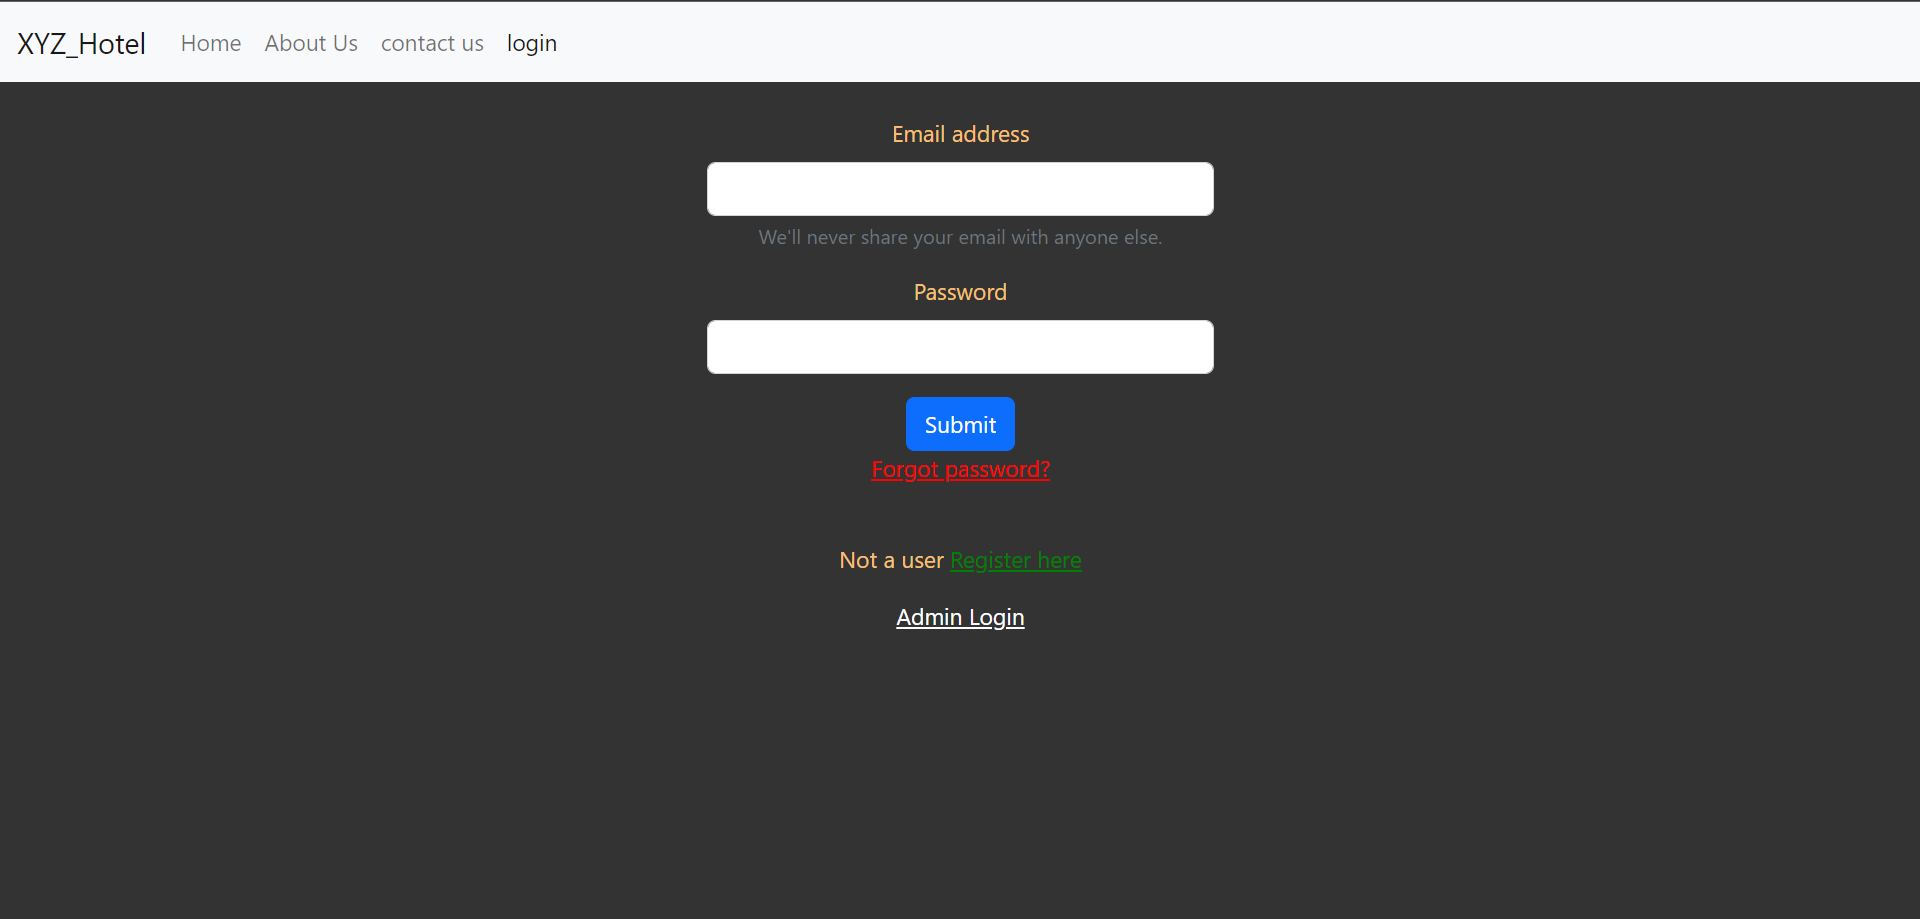 XYZ_Hotel Home About Us contact us login
Email address
We'll never share your email with anyone else.
Password
Submit
Forgot password?
Not a user Register here
Admin Login